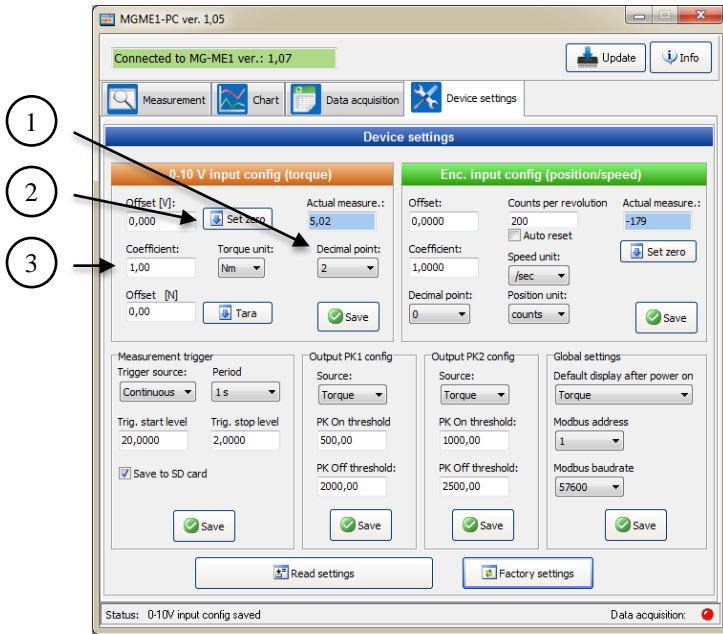 MGME1-PC ver. 1,05
Connected to MG-ME1 ver.: 1,07
Update
Info
Measurement
Chart
Data acquisition
Device settings
Device settings
1
2
3
0-10 V input config (torque)
Offset [V]:
Actual measure.:
0,000
Set zero
5,02
Coefficient:
Torque unit:
Decimal point:
1,00
Nm
2
Offset [N]
0,00
Tara
Save
Enc. input config (position/speed)
Offset:
Counts per revolution
Actual measure.:
0,0000
200
-179
Auto reset
Coefficient:
Speed unit:
Set zero
1,0000
/sec
Decimal point:
Position unit:
0
counts
Save
Measurement trigger
Trigger source:
Period
Continuous
1 s
Trig. start level
Trig. stop level
20,0000
2,0000
Save to SD card
Save
Output PK1 config
Source:
Torque
PK On threshold
500,00
PK Off threshold:
2000,00
Save
Output PK2 config
Source:
Torque
PK On threshold:
1000,00
PK Off threshold:
2500,00
Save
Global settings
Default display after power on
Torque
Modbus address
1
Modbus baudrate
57600
Save
Read settings
Factory settings
Status: 0-10V input config saved
Data acquisition: